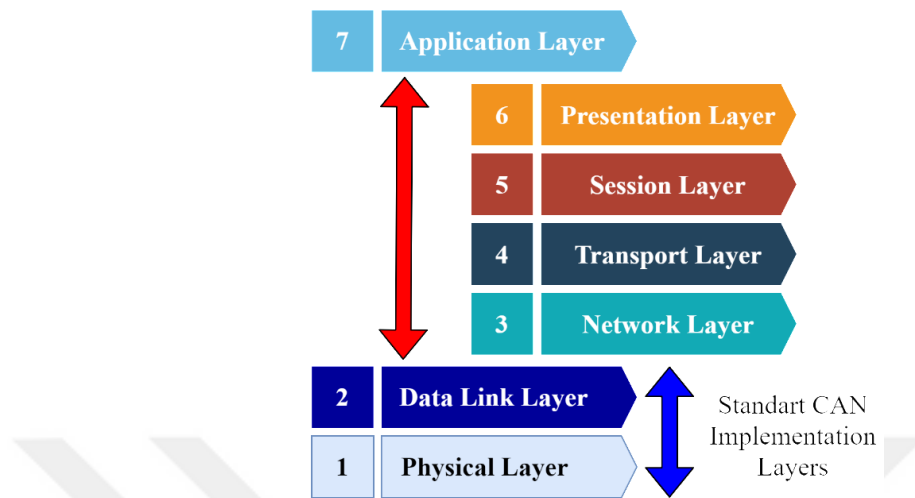 7 Application Layer
6 Presentation Layer
5 Session Layer
4 Transport Layer
3 Network Layer
2 Data Link Layer
1 Physical Layer
Standart CAN
Implementation
Layers